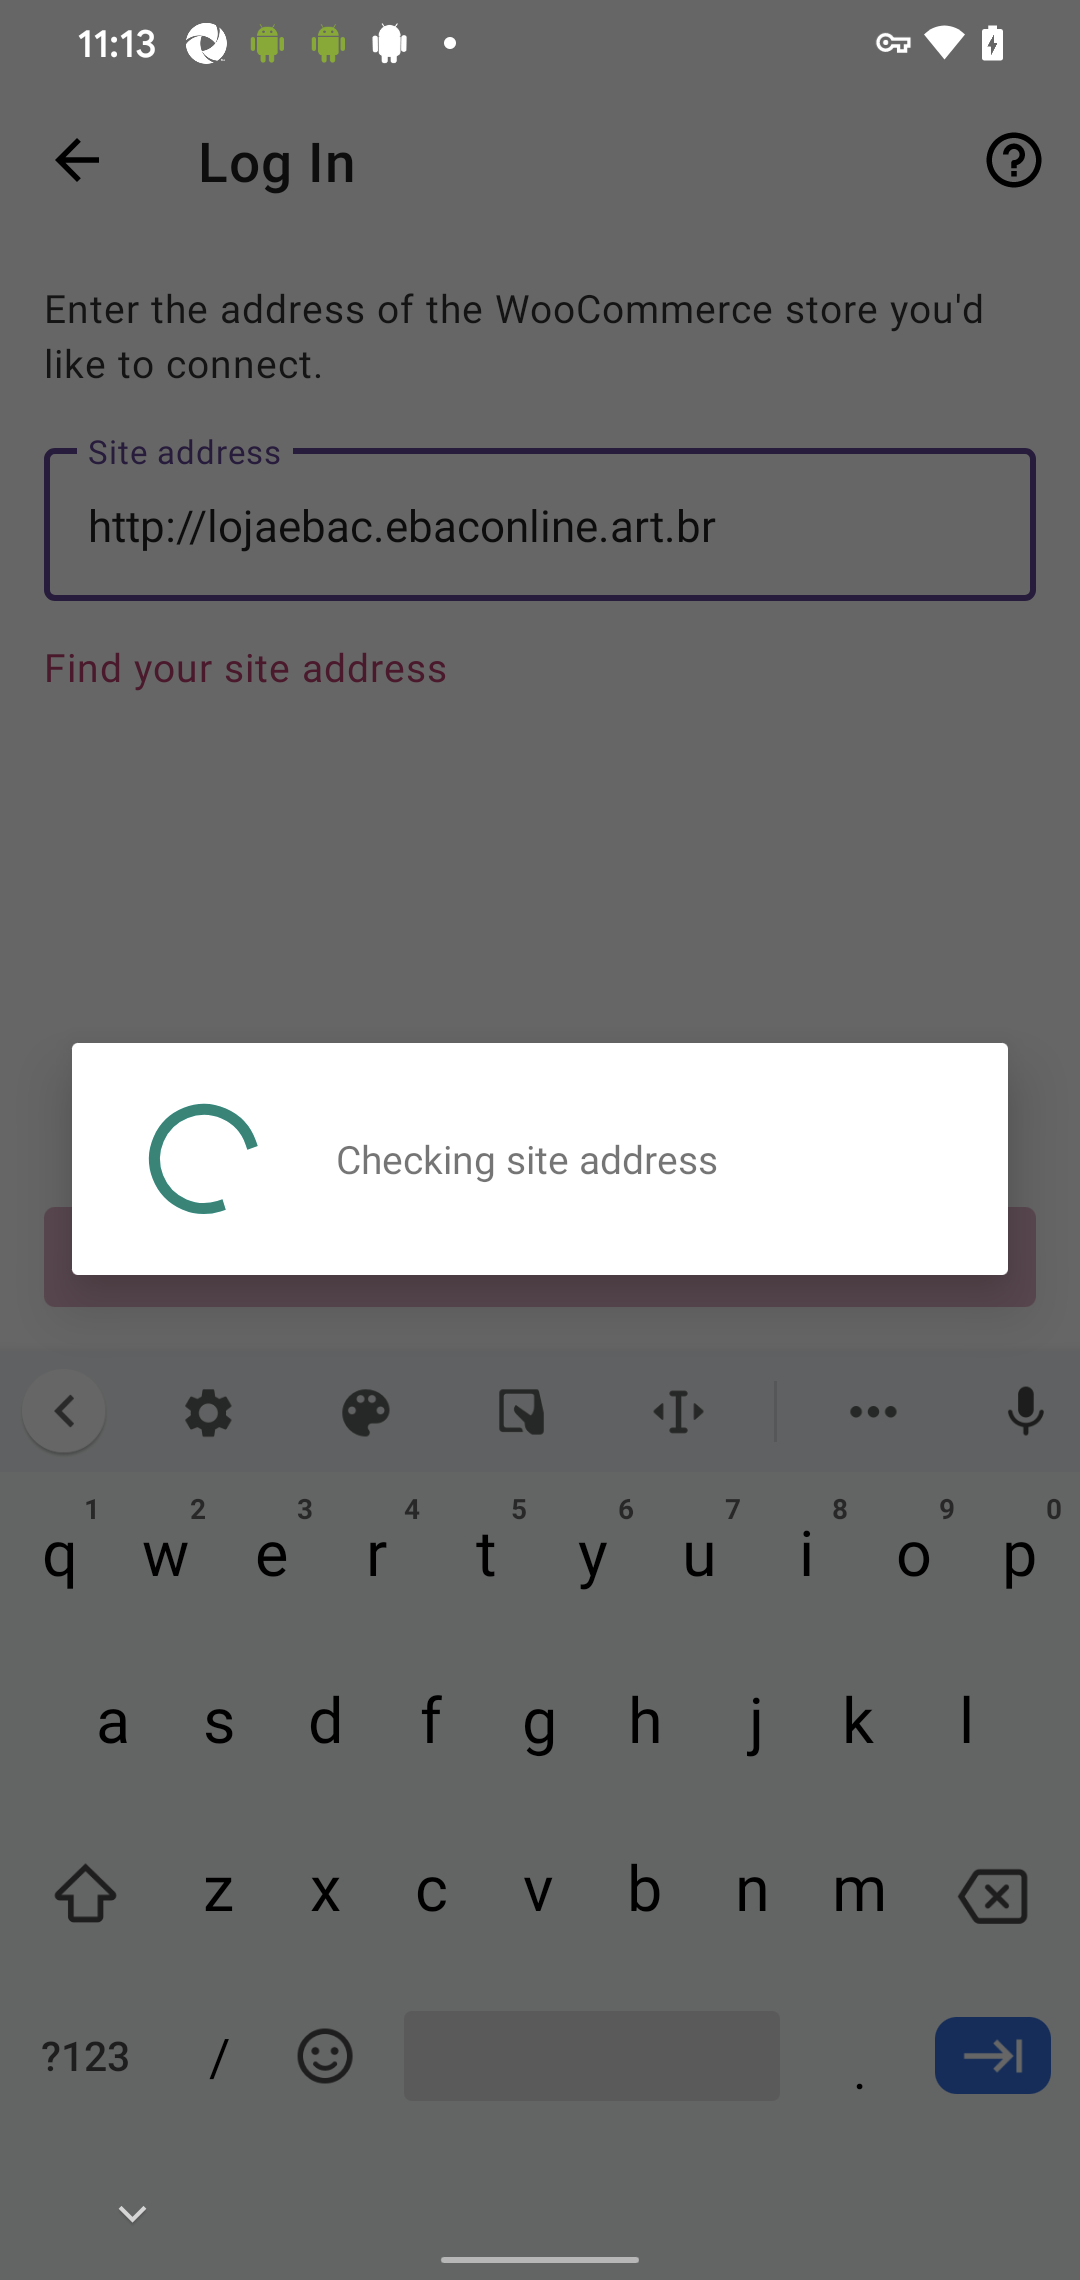 11:13
Log In
Enter the address of the WooCommerce store you'd
like to connect.
Site address
http://lojaebac.ebaconline.art.br
Find your site address
Checking site address
1 2 3 4 5 6 7 8 9 0
q w e r t y u i o p
a s d f g h j k l
z x c v b n m
?123 / .